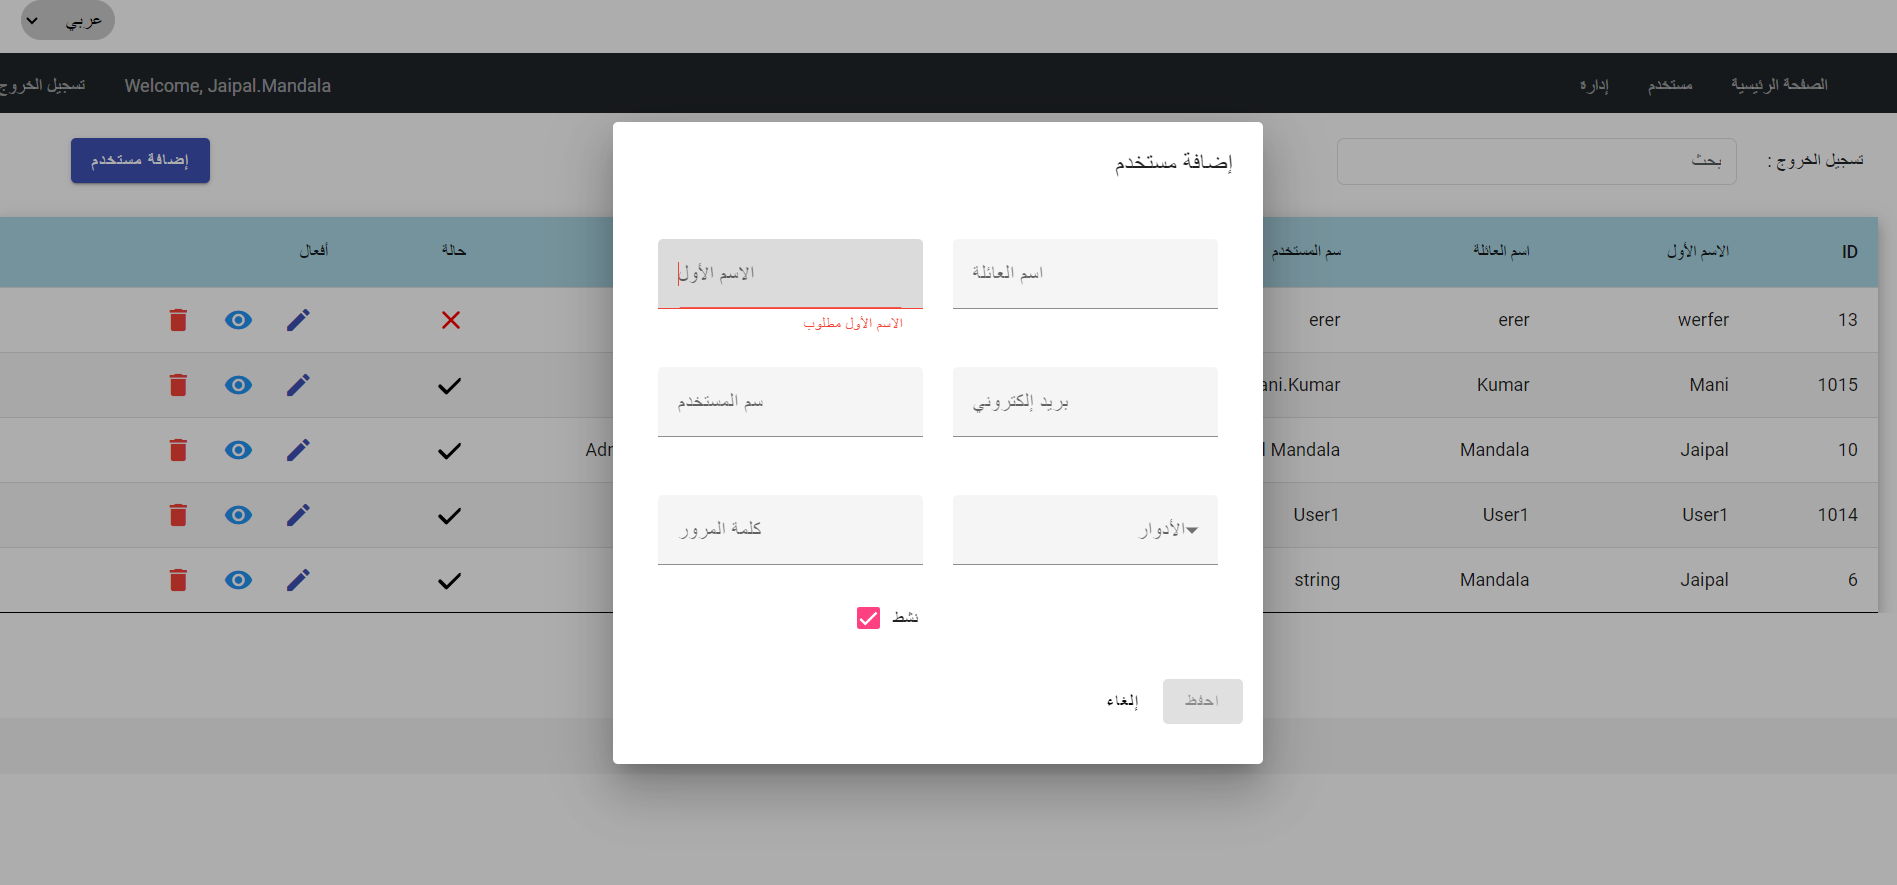 عربي
الصفحة الرئيسية
مستخدم
إدارة
Welcome, Jaipal.Mandala
تسجيل الخروج
تسجيل الخروج :
بحث
إضافة مستخدم
ID
الاسم الأول
اسم العائلة
سم المستخدم
حالة
أفعال
13 werfer erer erer
1015 Mani Kumar ani.Kumar
10 Jaipal Mandala Mandala Adr
1014 User1 User1 User1
6 Jaipal Mandala string
إضافة مستخدم
اسم العائلة
الاسم الأول
الاسم الأول مطلوب
بريد إلكتروني
سم المستخدم
الأدوار
كلمة المرور
نشط
احفظ
إلغاء